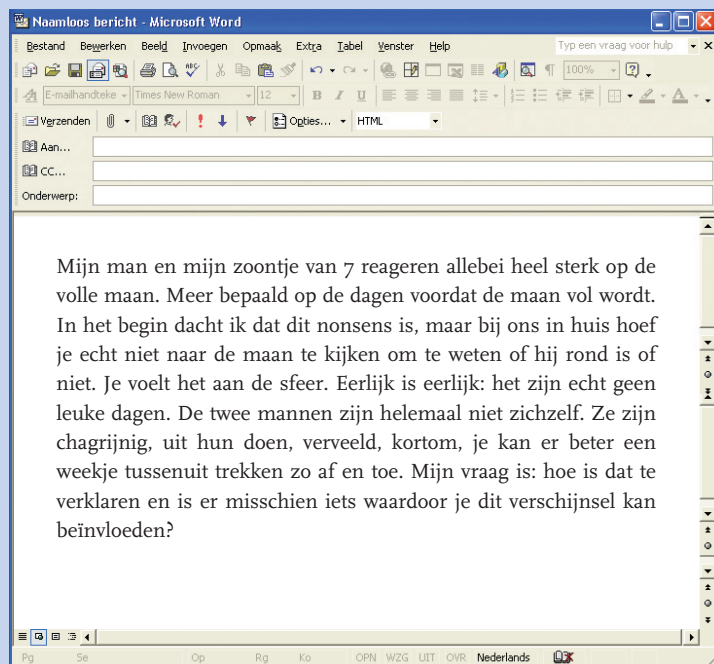 Naamloos bericht - Microsoft Word
Bestand Bewerken Beeld Invoegen Opmaak Extra Tabel Venster Help Typ een vraag voor hulp
100%
E-mailhandteke Times New Roman 12 B I U
Verzenden Opties... HTML
Aan...
CC...
Onderwerp:
Mijn man en mijn zoontje van 7 reageren allebei heel sterk op de
volle maan. Meer bepaald op de dagen voordat de maan vol wordt.
In het begin dacht ik dat dit nonsens is, maar bij ons in huis hoef
je echt niet naar de maan te kijken om te weten of hij rond is of
niet. Je voelt het aan de sfeer. Eerlijk is eerlijk: het zijn echt geen
leuke dagen. De twee mannen zijn helemaal niet zichzelf. Ze zijn
chagrijnig, uit hun doen, verveeld, kortom, je kan er beter een
weekje tussenuit trekken zo af en toe. Mijn vraag is: hoe is dat te
verklaren en is er misschien iets waardoor je dit verschijnsel kan
beïnvloeden?
Pg Se Op Rg Ko OPN WZG UIT OVR Nederlands